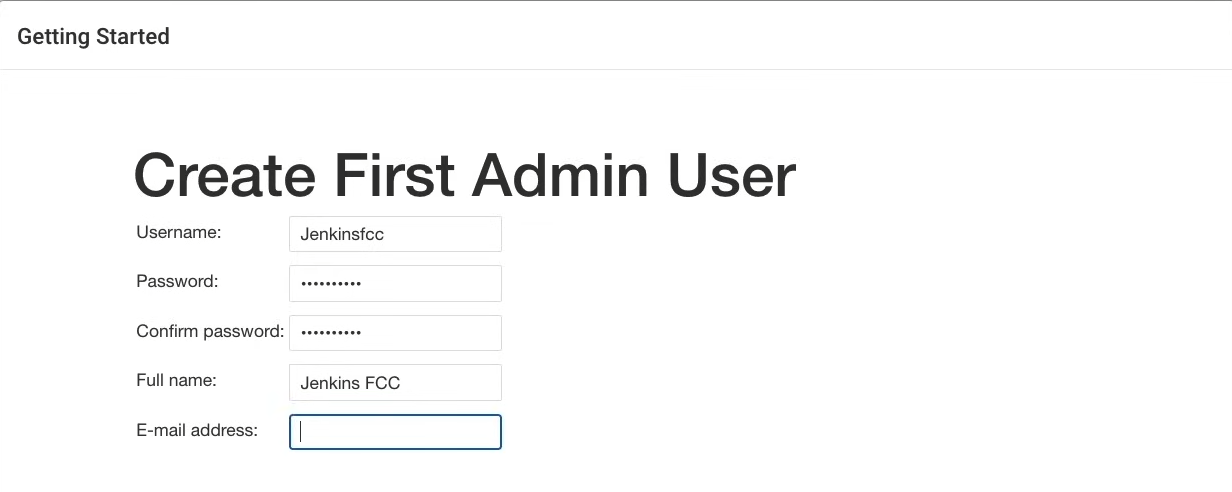 Getting Started
Create First Admin User
Username: Jenkinsfcc
Password: ••••••••••
Confirm password: ••••••••••
Full name: Jenkins FCC
E-mail address: